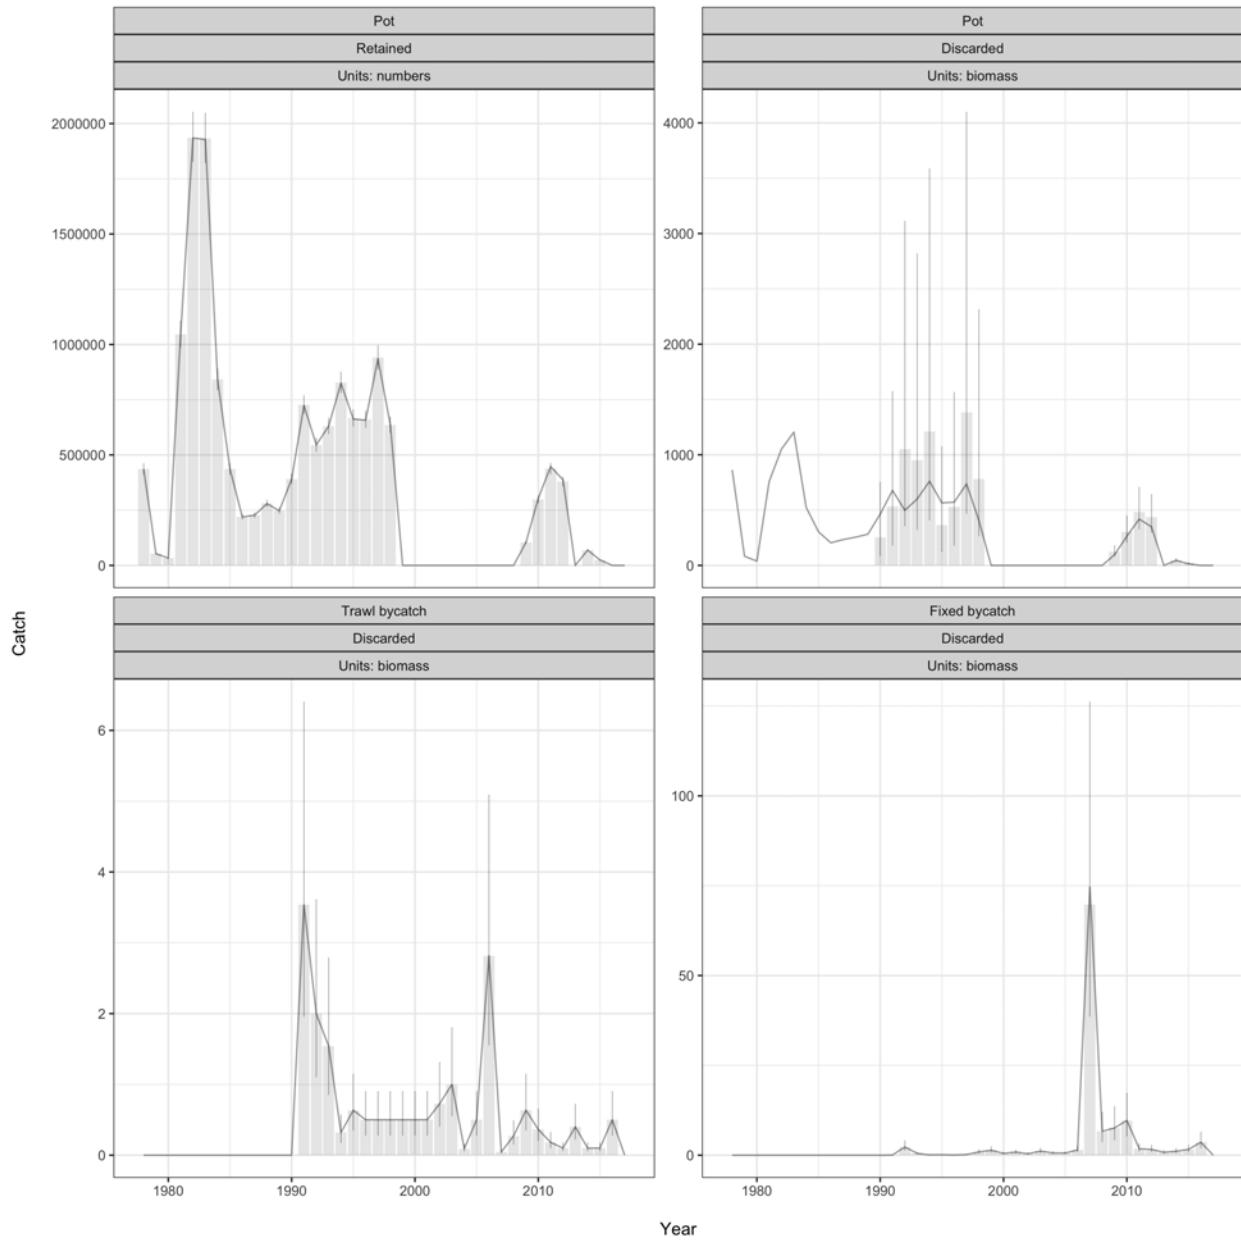 Pot
Retained
Units: numbers
2000000
1500000
1000000
500000
0
Pot
Discarded
Units: biomass
4000
3000
2000
1000
0
Trawl bycatch
Discarded
Units: biomass
6
4
2
0
1980 1990 2000 2010
Fixed bycatch
Discarded
Units: biomass
100
50
0
1980 1990 2000 2010
Catch
Year